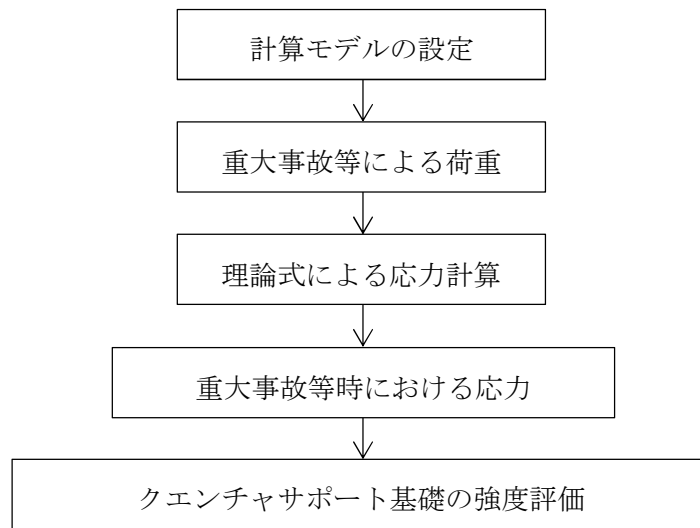 計算モデルの設定
重大事故等による荷重
理論式による応力計算
重大事故等時における応力
クエンチャサポート基礎の強度評価